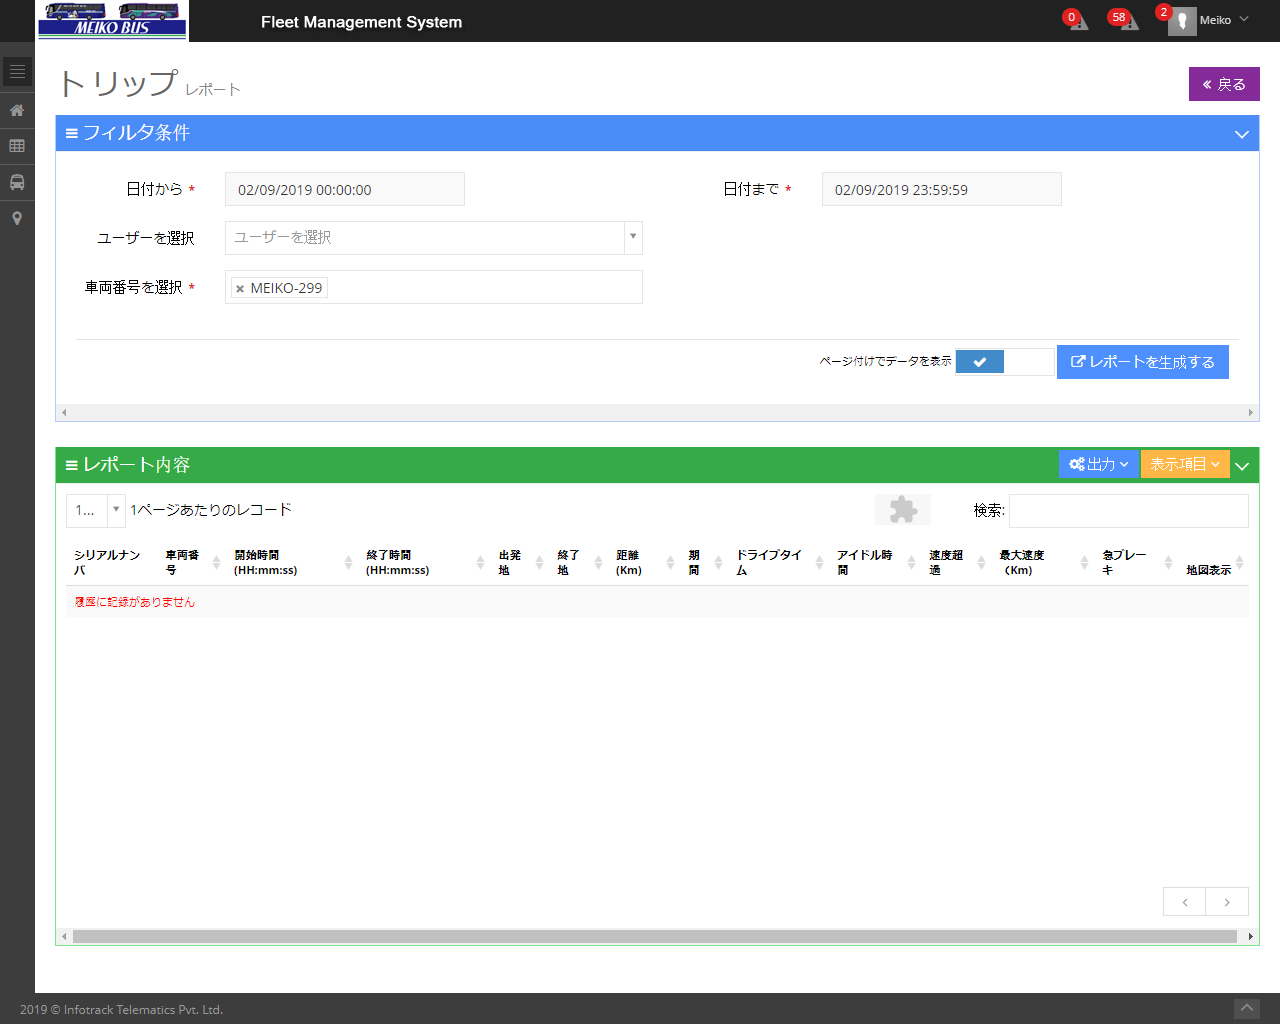 MEIKO BUS
Fleet Management System
0
58
2
Meiko
トリップ レポート
戻る
フィルタ条件
日付から *
02/09/2019 00:00:00
日付まで *
02/09/2019 23:59:59
ユーザーを選択
ユーザーを選択
車両番号を選択 *
MEIKO-299
ページ付けでデータを表示
レポートを生成する
レポート内容
出力
表示項目
1...
1ページあたりのレコード
検索:
シリアルナンバ
車両番号
開始時間 (HH:mm:ss)
終了時間 (HH:mm:ss)
出発地
終了地
距離 (Km)
期間
ドライブタイム
アイドル時間
速度超過
最大速度 (Km)
急ブレーキ
地図表示
履歴に記録がありません
2019 © Infotrack Telematics Pvt. Ltd.